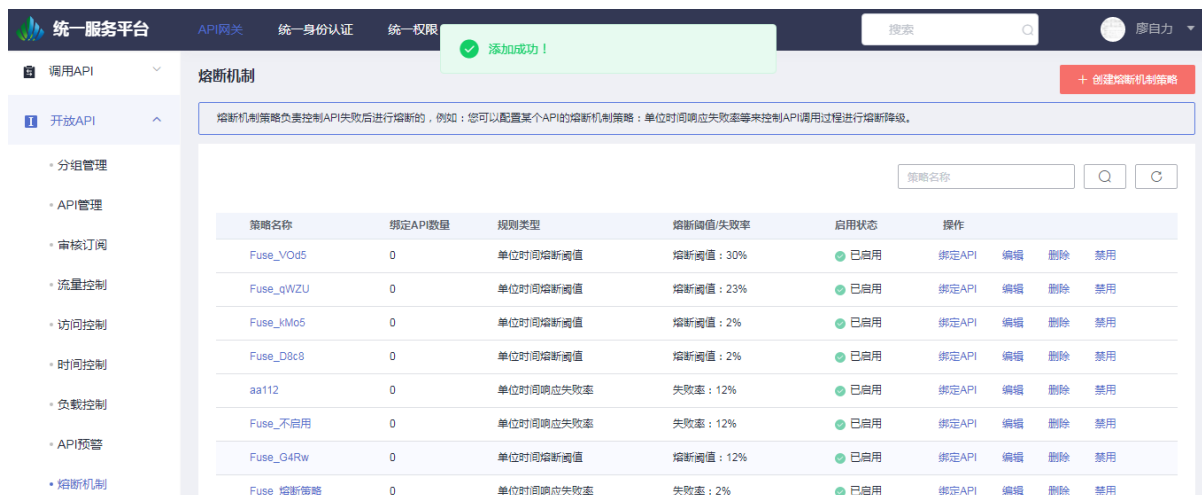 统一服务平台 API网关 统一身份认证 统一权限 搜索 廖自力
添加成功！
调用API
熔断机制 + 创建熔断机制策略
开放API
熔断机制策略负责控制API失败后进行熔断的，例如：您可以配置某个API的熔断机制策略：单位时间响应失败率等来控制API调用过程进行熔断降级。
分组管理
API管理
审核订阅
流量控制
访问控制
时间控制
负载控制
API预警
熔断机制
策略名称
策略名称 绑定API数量 规则类型 熔断阈值/失败率 启用状态 操作
Fuse_VOd5 0 单位时间熔断阈值 熔断阈值：30% 已启用 绑定API 编辑 删除 禁用
Fuse_qWZU 0 单位时间熔断阈值 熔断阈值：23% 已启用 绑定API 编辑 删除 禁用
Fuse_kMo5 0 单位时间熔断阈值 熔断阈值：2% 已启用 绑定API 编辑 删除 禁用
Fuse_D8c8 0 单位时间熔断阈值 熔断阈值：2% 已启用 绑定API 编辑 删除 禁用
aa112 0 单位时间响应失败率 失败率：12% 已启用 绑定API 编辑 删除 禁用
Fuse_不启用 0 单位时间响应失败率 失败率：12% 已启用 绑定API 编辑 删除 禁用
Fuse_G4Rw 0 单位时间熔断阈值 熔断阈值：12% 已启用 绑定API 编辑 删除 禁用
Fuse_熔断策略 0 单位时间响应失败率 失败率：2% 已启用 绑定API 编辑 删除 禁用